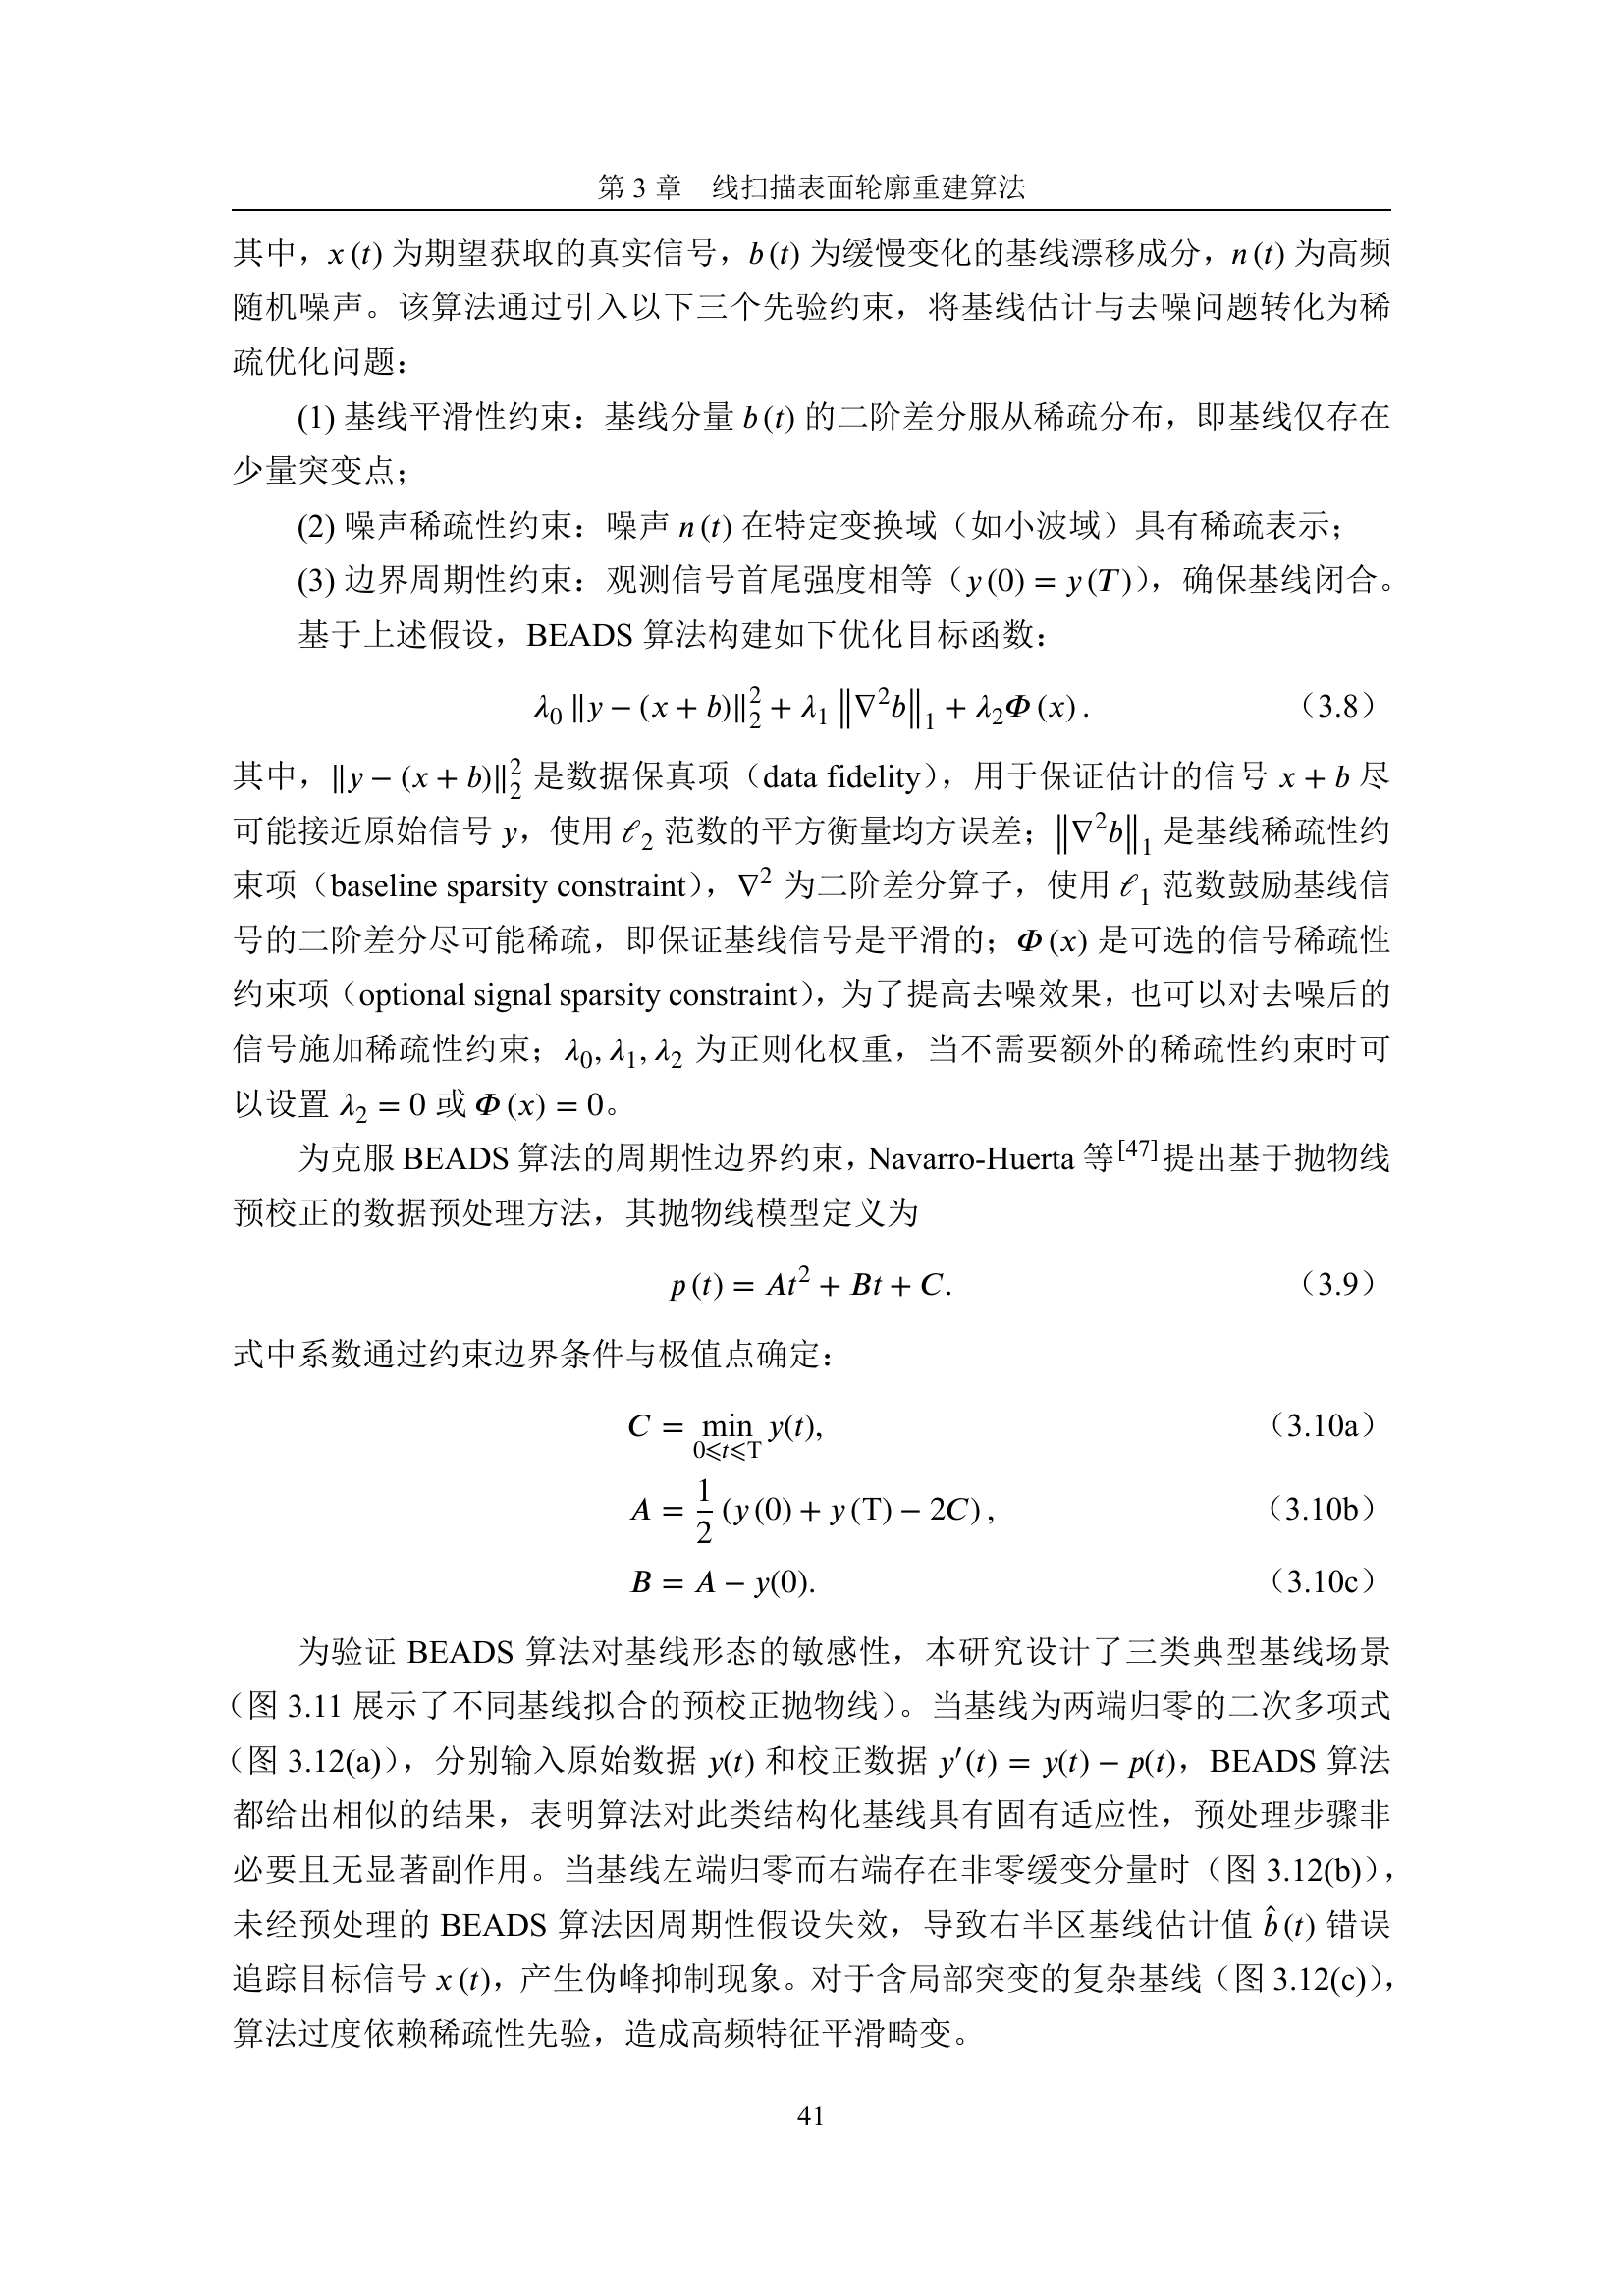 第 3 章　线扫描表面轮廓重建算法
其中，x (t) 为期望获取的真实信号，b (t) 为缓慢变化的基线漂移成分，n (t) 为高频
随机噪声。该算法通过引入以下三个先验约束，将基线估计与去噪问题转化为稀
疏优化问题：
(1) 基线平滑性约束：基线分量 b (t) 的二阶差分服从稀疏分布，即基线仅存在
少量突变点；
(2) 噪声稀疏性约束：噪声 n (t) 在特定变换域（如小波域）具有稀疏表示；
(3) 边界周期性约束：观测信号首尾强度相等（y (0) = y (T)），确保基线闭合。
基于上述假设，BEADS 算法构建如下优化目标函数：
λ₀ ‖y − (x + b)‖₂² + λ₁ ‖∇²b‖₁ + λ₂Φ (x) . （3.8）
其中，‖y − (x + b)‖₂² 是数据保真项（data fidelity），用于保证估计的信号 x + b 尽
可能接近原始信号 y，使用 ℓ₂ 范数的平方衡量均方误差；‖∇²b‖₁ 是基线稀疏性约
束项（baseline sparsity constraint），∇² 为二阶差分算子，使用 ℓ₁ 范数鼓励基线信
号的二阶差分尽可能稀疏，即保证基线信号是平滑的；Φ (x) 是可选的信号稀疏性
约束项（optional signal sparsity constraint），为了提高去噪效果，也可以对去噪后的
信号施加稀疏性约束；λ₀, λ₁, λ₂ 为正则化权重，当不需要额外的稀疏性约束时可
以设置 λ₂ = 0 或 Φ (x) = 0。
为克服 BEADS 算法的周期性边界约束，Navarro-Huerta 等[47]提出基于抛物线
预校正的数据预处理方法，其抛物线模型定义为
p (t) = At² + Bt + C. （3.9）
式中系数通过约束边界条件与极值点确定：
C = min 0⩽t⩽T y(t), （3.10a）
A = 1/2 (y (0) + y (T) − 2C) , （3.10b）
B = A − y(0). （3.10c）
为验证 BEADS 算法对基线形态的敏感性，本研究设计了三类典型基线场景
（图 3.11 展示了不同基线拟合的预校正抛物线）。当基线为两端归零的二次多项式
（图 3.12(a)），分别输入原始数据 y(t) 和校正数据 y′(t) = y(t) − p(t)，BEADS 算法
都给出相似的结果，表明算法对此类结构化基线具有固有适应性，预处理步骤非
必要且无显著副作用。当基线左端归零而右端存在非零缓变分量时（图 3.12(b)），
未经预处理的 BEADS 算法因周期性假设失效，导致右半区基线估计值 b̂ (t) 错误
追踪目标信号 x (t)，产生伪峰抑制现象。对于含局部突变的复杂基线（图 3.12(c)），
算法过度依赖稀疏性先验，造成高频特征平滑畸变。
41